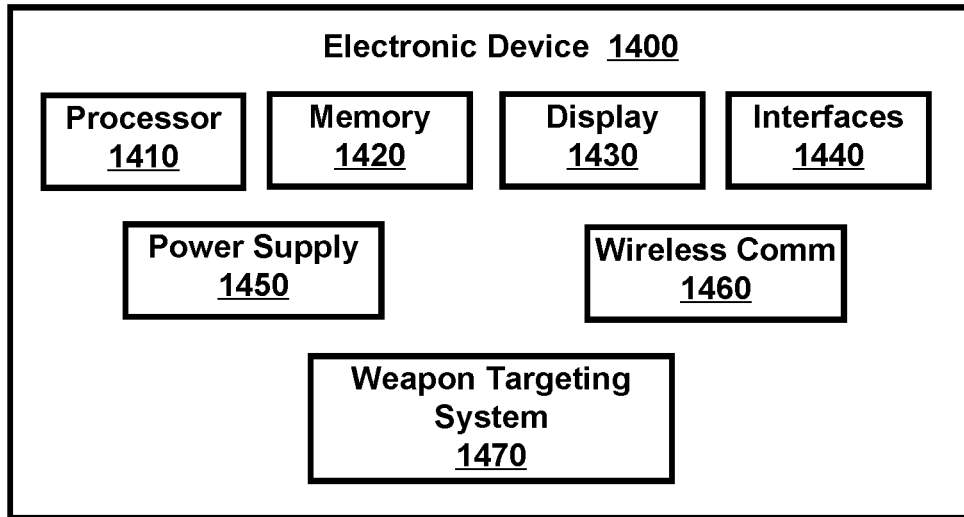 Electronic Device 1400
Processor
1410
Memory
1420
Display
1430
Interfaces
1440
Power Supply
1450
Wireless Comm
1460
Weapon Targeting
System
1470